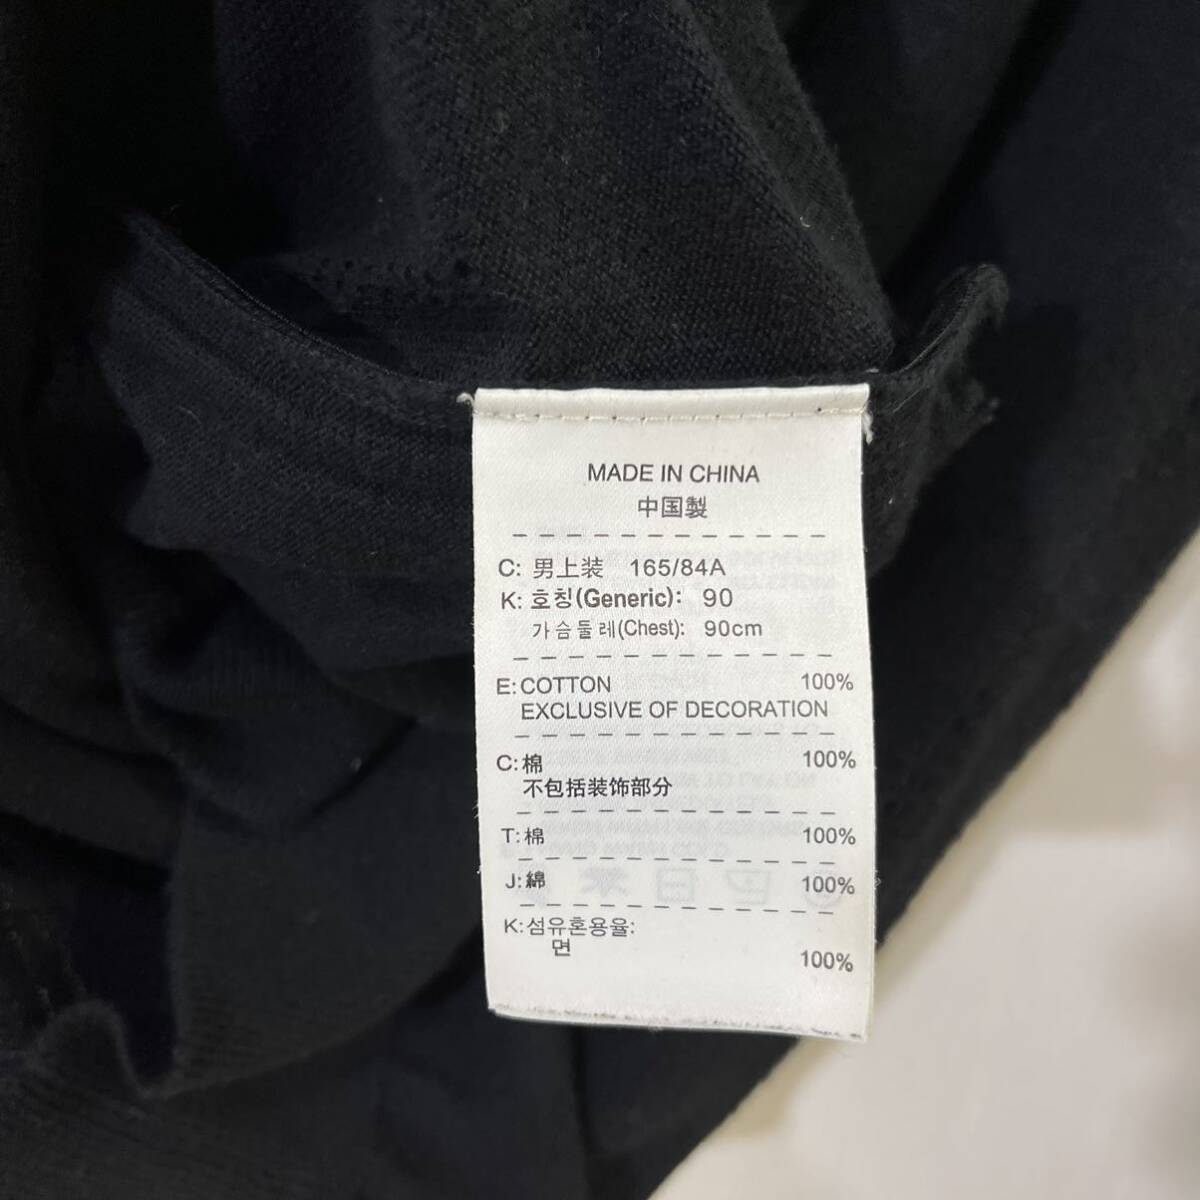 MADE IN CHINA
中国製
C: 男上装 165/84A
K: 호칭(Generic): 90
가슴둘레(Chest): 90cm
E: COTTON 100%
EXCLUSIVE OF DECORATION
C: 棉 100%
不包括装饰部分
T: 棉 100%
J: 綿 100%
K: 섬유혼용율:
면 100%